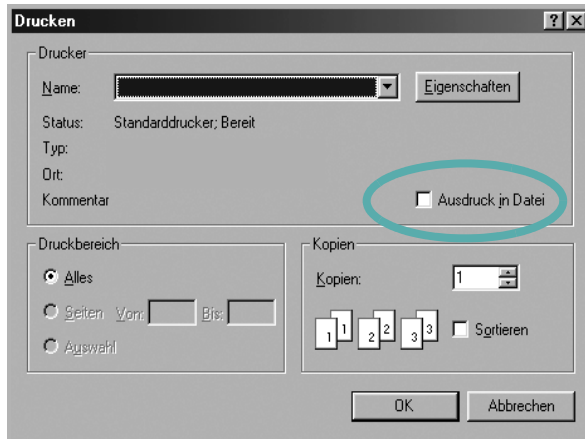 Drucken
Drucker
Name:
Eigenschaften
Status: Standarddrucker; Bereit
Typ:
Ort:
Kommentar
Ausdruck in Datei
Druckbereich
Alles
Seiten Von: Bis:
Auswahl
Kopien
Kopien: 1
1 1 2 2 3 3
Sortieren
OK
Abbrechen